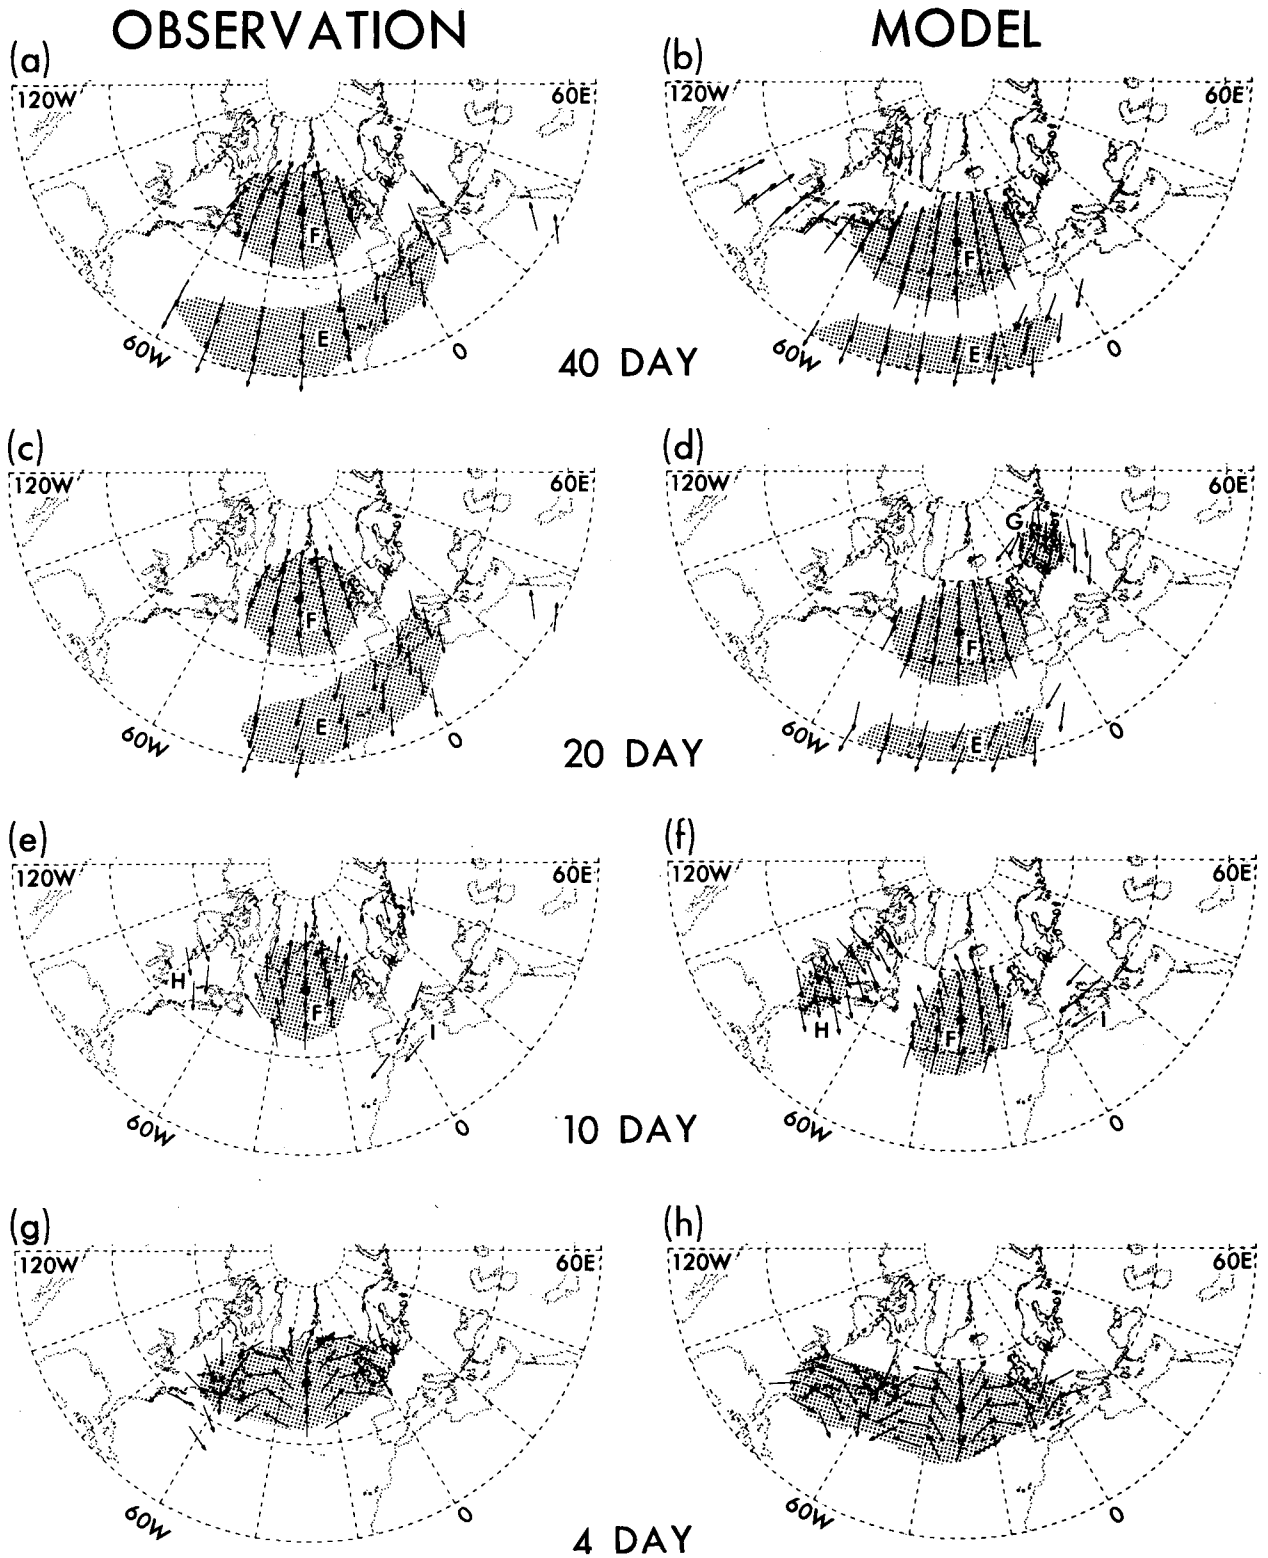 OBSERVATION MODEL
(a) (b)
120W 60E 120W 60E
F F
E E
60W 0 60W 0
40 DAY
(c) (d)
120W 60E 120W 60E
G
F F
E E
60W 0 60W 0
20 DAY
(e) (f)
120W 60E 120W 60E
H F I H F I
60W 0 60W 0
10 DAY
(g) (h)
120W 60E 120W 60E
60W 0 60W 0
4 DAY